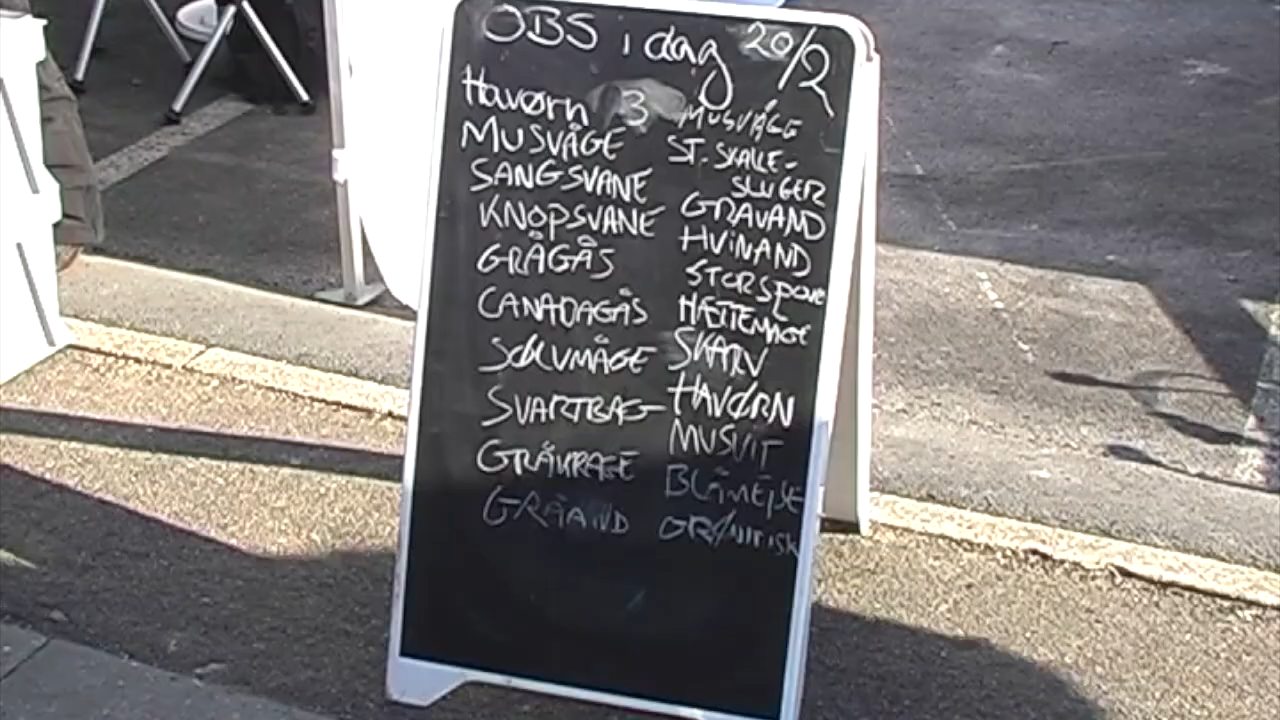 OBS i dag 20/2
Havørn 3
MUSVÅGE
SANGSVANE
KNOPSVANE
GRÅGÅS
CANADAGÅS
SØLVMÅGE
SVARTBAG
GRÅKRAGE
GRÅAND
MUSVÅGE
ST. SKALLE-
SLUGER
GRAVAND
HVINAND
STORSPOVE
HÆTTEMÅGE
SKARV
HAVØRN
MUSVIT
BLÅMEJSE
GRØNIRISK